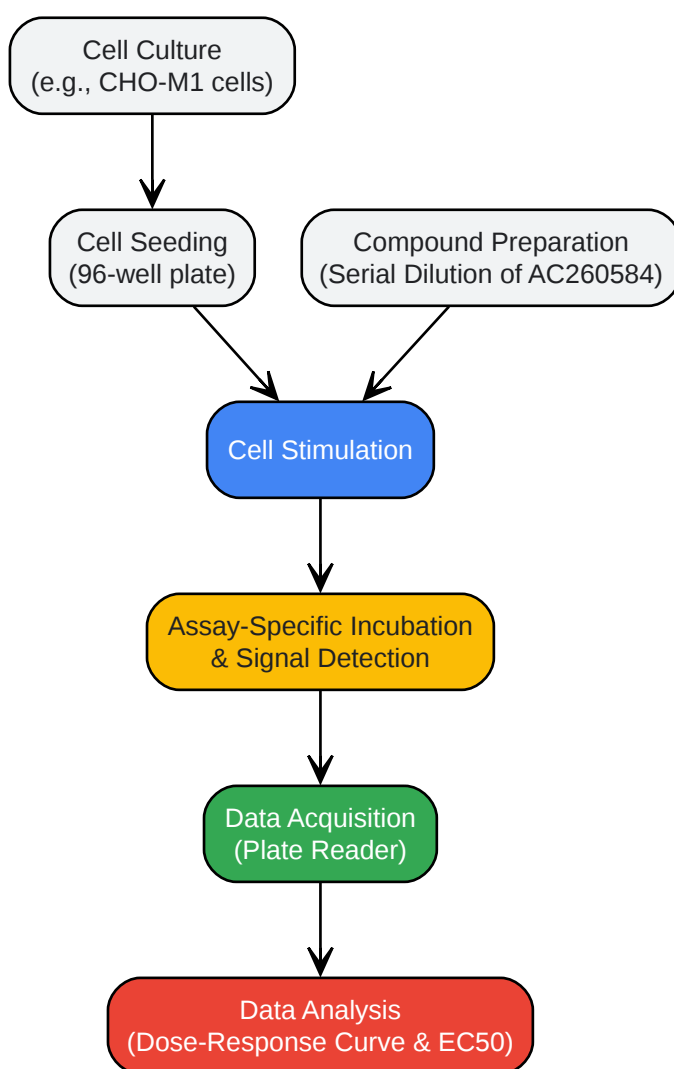 Cell Culture
(e.g., CHO-M1 cells)
Cell Seeding
(96-well plate)
Compound Preparation
(Serial Dilution of AC260584)
Cell Stimulation
Assay-Specific Incubation
& Signal Detection
Data Acquisition
(Plate Reader)
Data Analysis
(Dose-Response Curve & EC50)